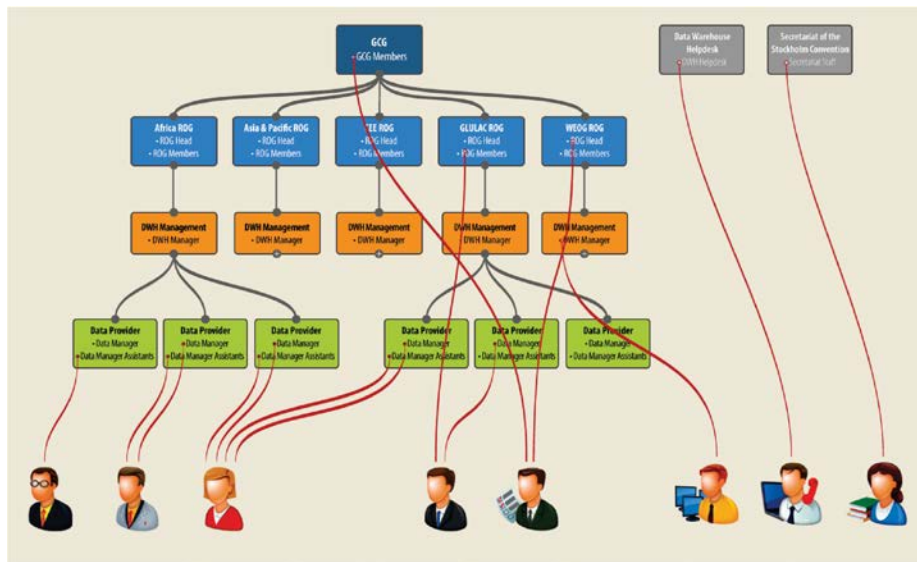 GCG
• GCG Members
Data Warehouse
Helpdesk
• DWH Helpdesk
Secretariat of the
Stockholm Convention
• Secretariat Staff
Africa ROG
• ROG Head
• ROG Members
Asia & Pacific ROG
• ROG Head
• ROG Members
CEE ROG
• ROG Head
• ROG Members
GLULAC ROG
• ROG Head
• ROG Members
WEOG ROG
• ROG Head
• ROG Members
DWH Management
• DWH Manager
DWH Management
• DWH Manager
DWH Management
• DWH Manager
DWH Management
• DWH Manager
DWH Management
• DWH Manager
Data Provider
• Data Manager
• Data Manager Assistants
Data Provider
• Data Manager
• Data Manager Assistants
Data Provider
• Data Manager
• Data Manager Assistants
Data Provider
• Data Manager
• Data Manager Assistants
Data Provider
• Data Manager
• Data Manager Assistants
Data Provider
• Data Manager
• Data Manager Assistants